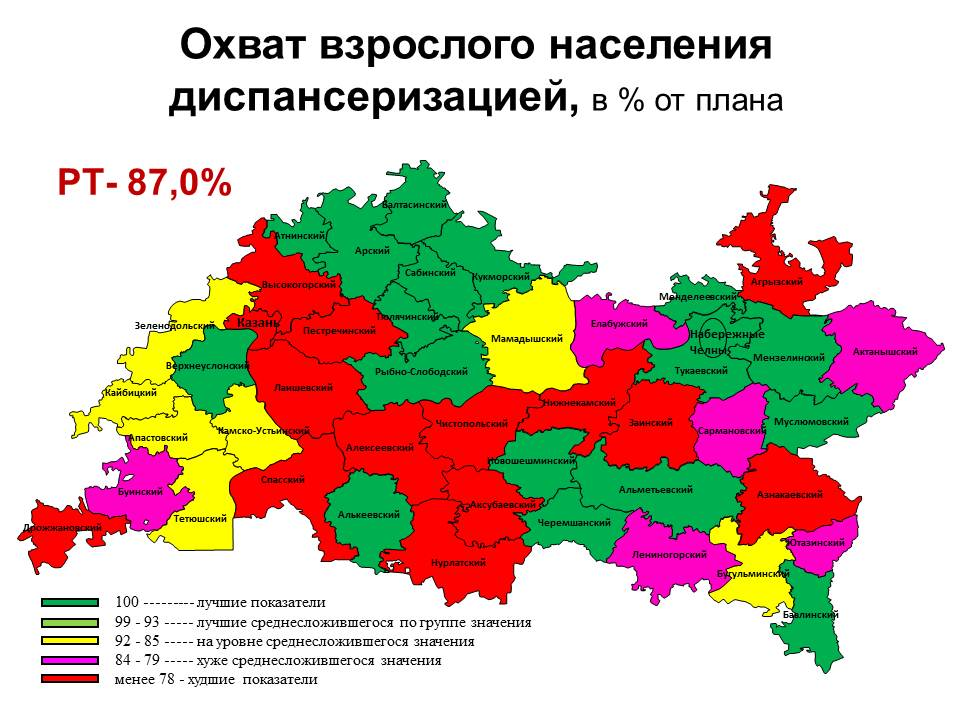 Охват взрослого населения
диспансеризацией, в % от плана
РТ- 87,0%
Балтасинский
Атнинский
Арский
Сабинский
Кукморский
Высокогорский
Агрызский
Менделеевский
Казань
Зеленодольский
Пестречинский
Тюлячинский
Елабужский
Мамадышский
Набережные
Челны
Актанышский
Мензелинский
Верхнеуслонский
Рыбно-Слободский
Тукаевский
Лаишевский
Кайбицкий
Нижнекамский
Заинский
Муслюмовский
Сармановский
Чистопольский
Камско-Устьинский
Апастовский
Алексеевский
Новошешминский
Спасский
Буинский
Альметьевский
Азнакаевский
Аксубаевский
Алькеевский
Тетюшский
Черемшанский
Дрожжановский
Ютазинский
Лениногорский
Нурлатский
Бугульминский
Бавлинский
100 --------- лучшие показатели
99 - 93 ----- лучшие среднесложившегося по группе значения
92 - 85 ----- на уровне среднесложившегося значения
84 - 79 ----- хуже среднесложившегося значения
менее 78 - худшие показатели